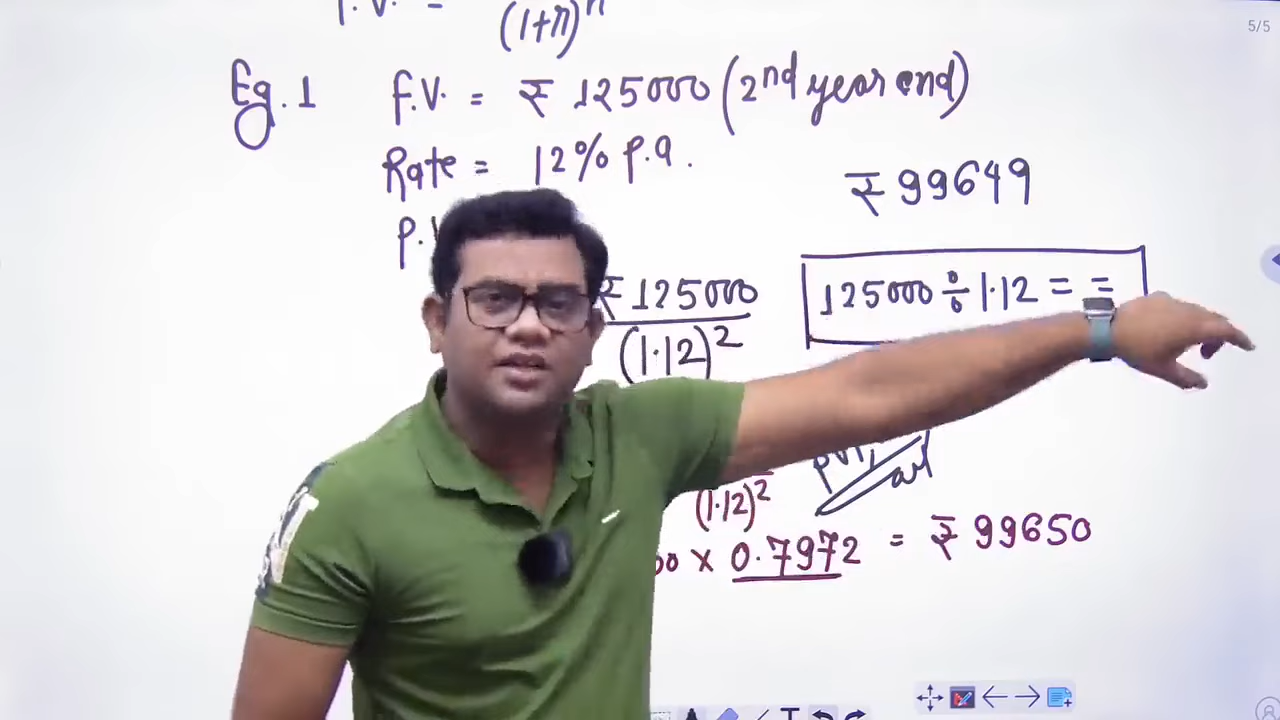 5/5
(1+r)^n
Eg. 1 F.V. = ₹ 125000 (2nd year end)
Rate = 12% p.a.
₹ 99649
P.
₹ 125000
(1.12)^2
125000 ÷ 1.12 = =
(1.12)^2
00 × 0.7972 = ₹ 99650